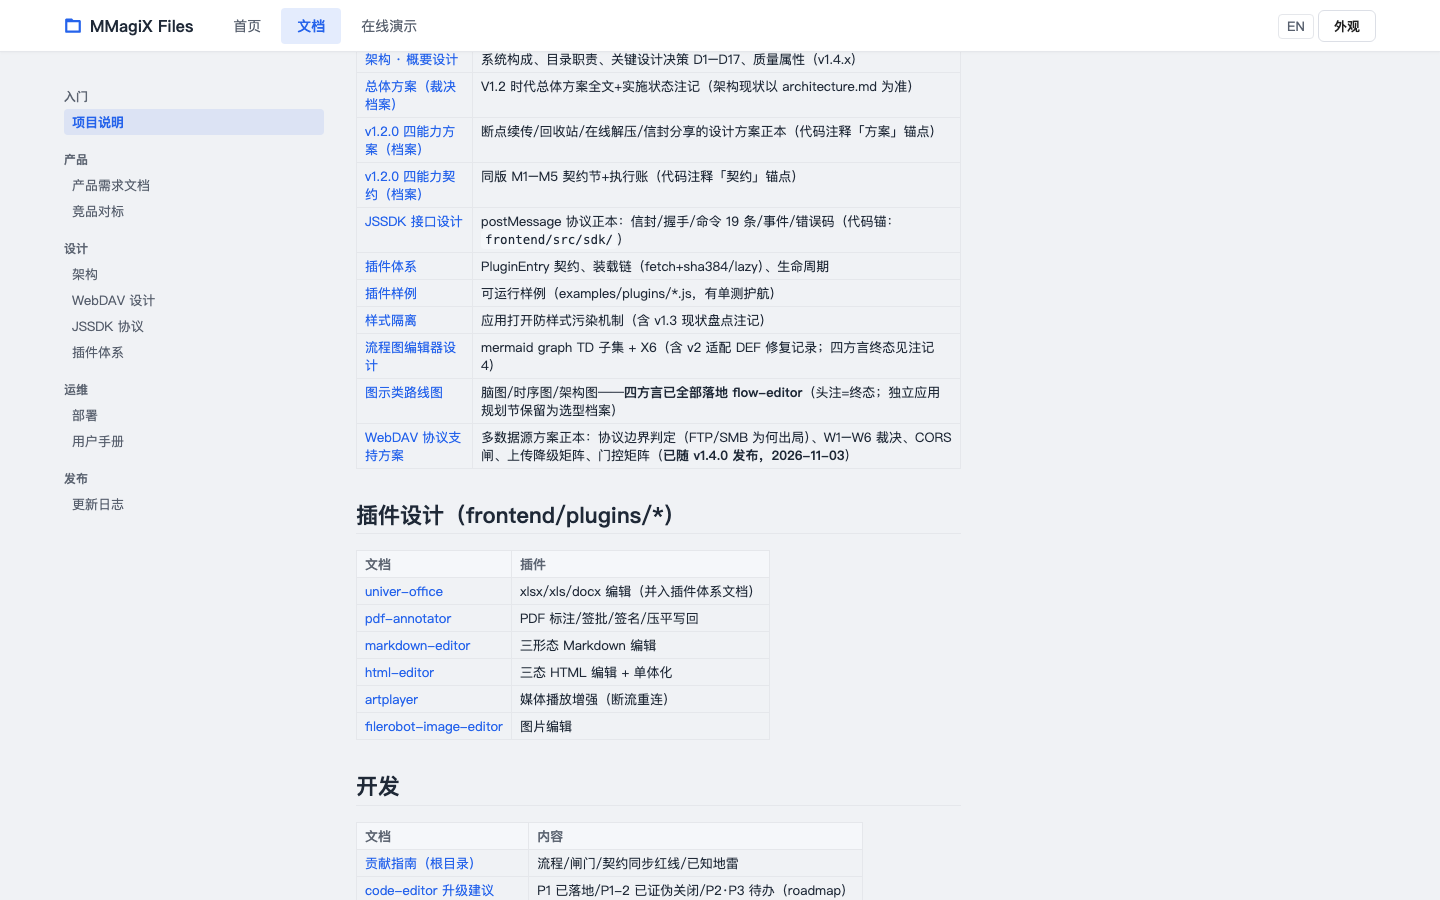 MMagiX Files 首页 文档 在线演示 EN 外观
入门
项目说明
产品
产品需求文档
竞品对标
设计
架构
WebDAV 设计
JSSDK 协议
插件体系
运维
部署
用户手册
发布
更新日志
架构 · 概要设计 系统构成、目录职责、关键设计决策 D1—D17、质量属性（v1.4.x）
总体方案（裁决
档案） V1.2 时代总体方案全文+实施状态注记（架构现状以 architecture.md 为准）
v1.2.0 四能力方
案（档案） 断点续传/回收站/在线解压/信封分享的设计方案正本（代码注释「方案」锚点）
v1.2.0 四能力契
约（档案） 同版 M1—M5 契约节+执行账（代码注释「契约」锚点）
JSSDK 接口设计 postMessage 协议正本：信封/握手/命令 19 条/事件/错误码（代码锚：
frontend/src/sdk/ ）
插件体系 PluginEntry 契约、装载链（fetch+sha384/lazy）、生命周期
插件样例 可运行样例（examples/plugins/*.js，有单测护航）
样式隔离 应用打开防样式污染机制（含 v1.3 现状盘点注记）
流程图编辑器设
计 mermaid graph TD 子集 + X6（含 v2 适配 DEF 修复记录；四方言终态见注记
4）
图示类路线图 脑图/时序图/架构图——四方言已全部落地 flow-editor（头注=终态；独立应用
规划节保留为选型档案）
WebDAV 协议支
持方案 多数据源方案正本：协议边界判定（FTP/SMB 为何出局）、W1—W6 裁决、CORS
闸、上传降级矩阵、门控矩阵（已随 v1.4.0 发布，2026-11-03）
插件设计（frontend/plugins/*）
文档 插件
univer-office xlsx/xls/docx 编辑（并入插件体系文档）
pdf-annotator PDF 标注/签批/签名/压平写回
markdown-editor 三形态 Markdown 编辑
html-editor 三态 HTML 编辑 + 单体化
artplayer 媒体播放增强（断流重连）
filerobot-image-editor 图片编辑
开发
文档 内容
贡献指南（根目录） 流程/闸门/契约同步红线/已知地雷
code-editor 升级建议 P1 已落地/P1-2 已证伪关闭/P2·P3 待办（roadmap）